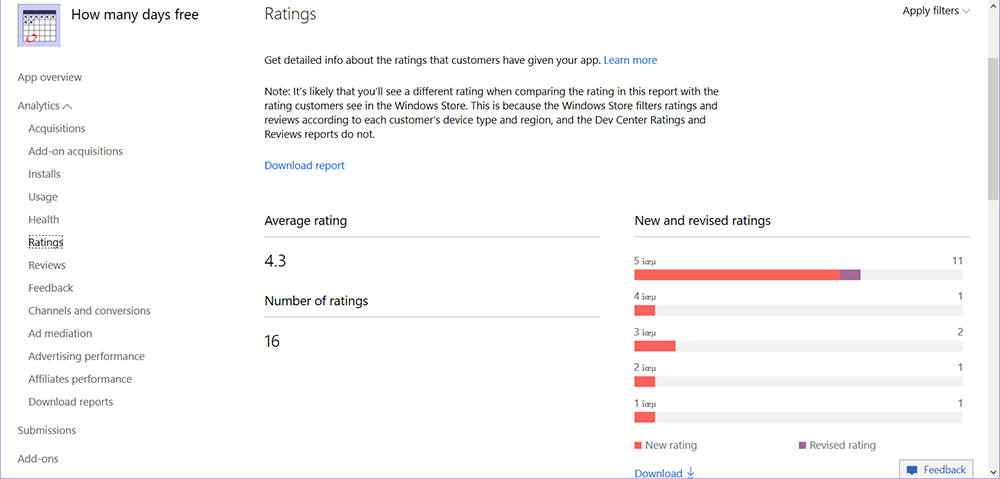 How many days free
App overview
Analytics
Acquisitions
Add-on acquisitions
Installs
Usage
Health
Ratings
Reviews
Feedback
Channels and conversions
Ad mediation
Advertising performance
Affiliates performance
Download reports
Submissions
Add-ons
Ratings
Apply filters
Get detailed info about the ratings that customers have given your app. Learn more
Note: It's likely that you'll see a different rating when comparing the rating in this report with the
rating customers see in the Windows Store. This is because the Windows Store filters ratings and
reviews according to each customer's device type and region, and the Dev Center Ratings and
Reviews reports do not.
Download report
Average rating
4.3
Number of ratings
16
New and revised ratings
5 îœµ 11
4 îœµ 1
3 îœµ 2
2 îœµ 1
1 îœµ 1
New rating Revised rating
Download
Feedback